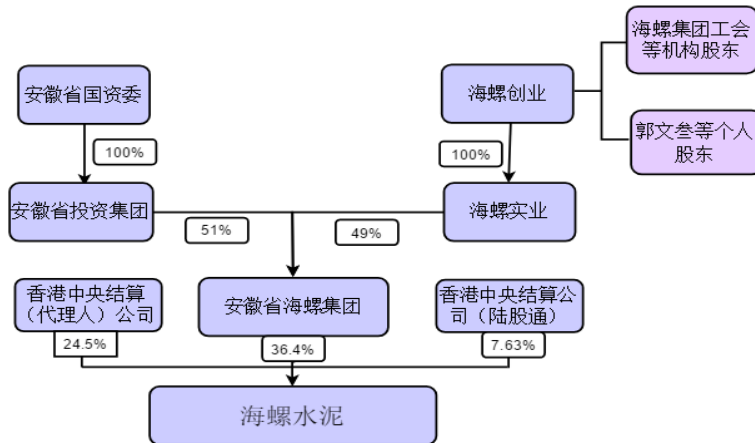 海螺集团工会
等机构股东
安徽省国资委
海螺创业
郭文叁等个人
股东
100%
100%
安徽省投资集团
海螺实业
51%
49%
香港中央结算
（代理人）公司
安徽省海螺集团
香港中央结算公
司（陆股通）
24.5%
36.4%
7.63%
海螺水泥